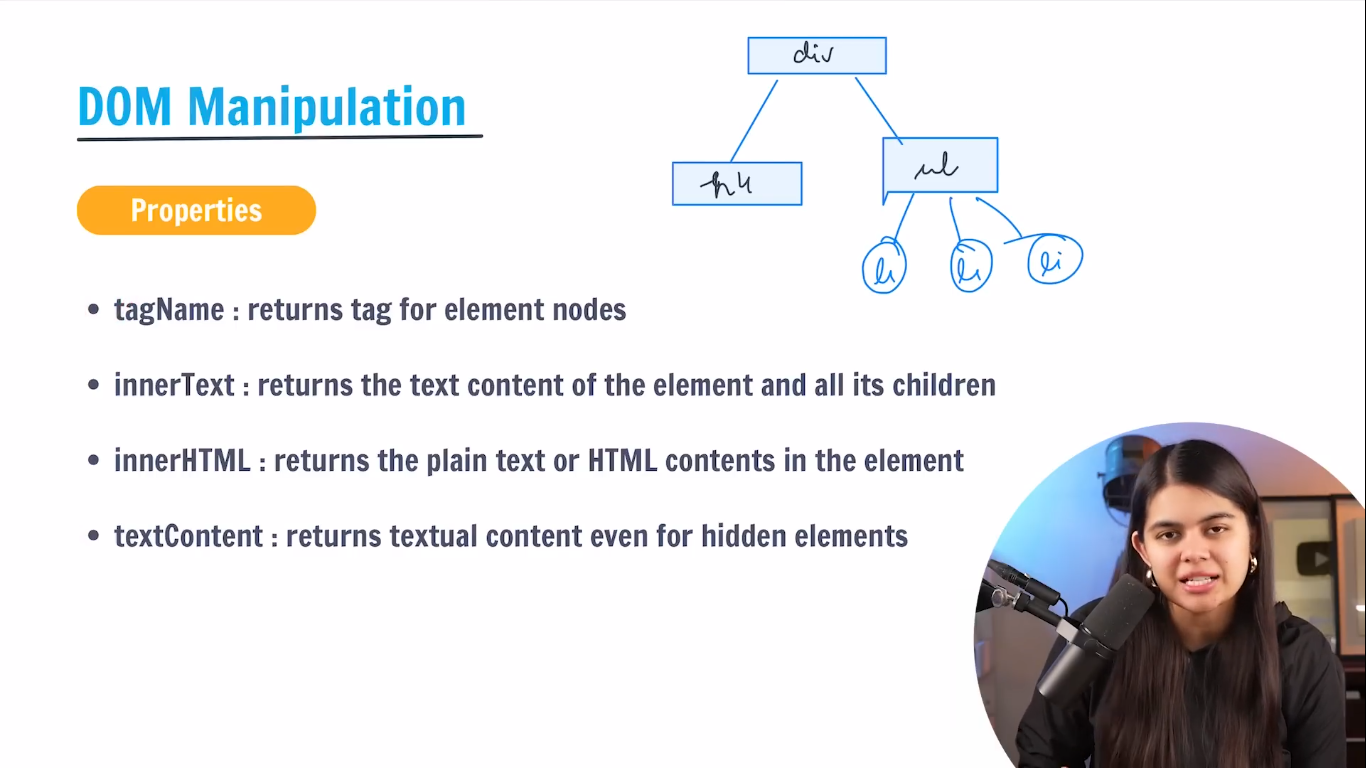 div
DOM Manipulation
h4
ul
Properties
li li li
tagName : returns tag for element nodes
innerText : returns the text content of the element and all its children
innerHTML : returns the plain text or HTML contents in the element
textContent : returns textual content even for hidden elements